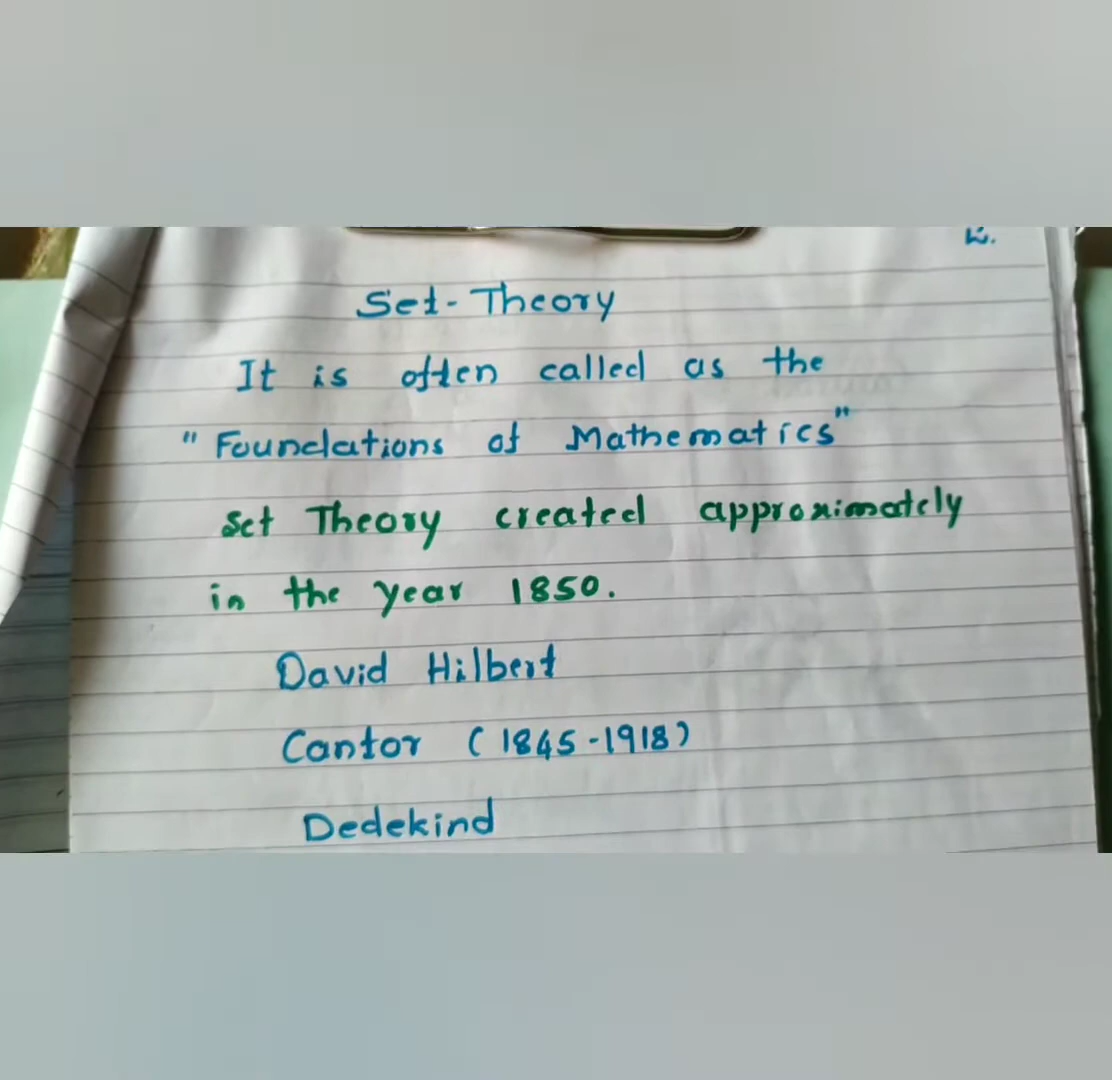 Set-Theory
It is often called as the
"Foundations of Mathematics"
Set Theory created approximately
in the year 1850.
David Hilbert
Cantor (1845-1918)
Dedekind